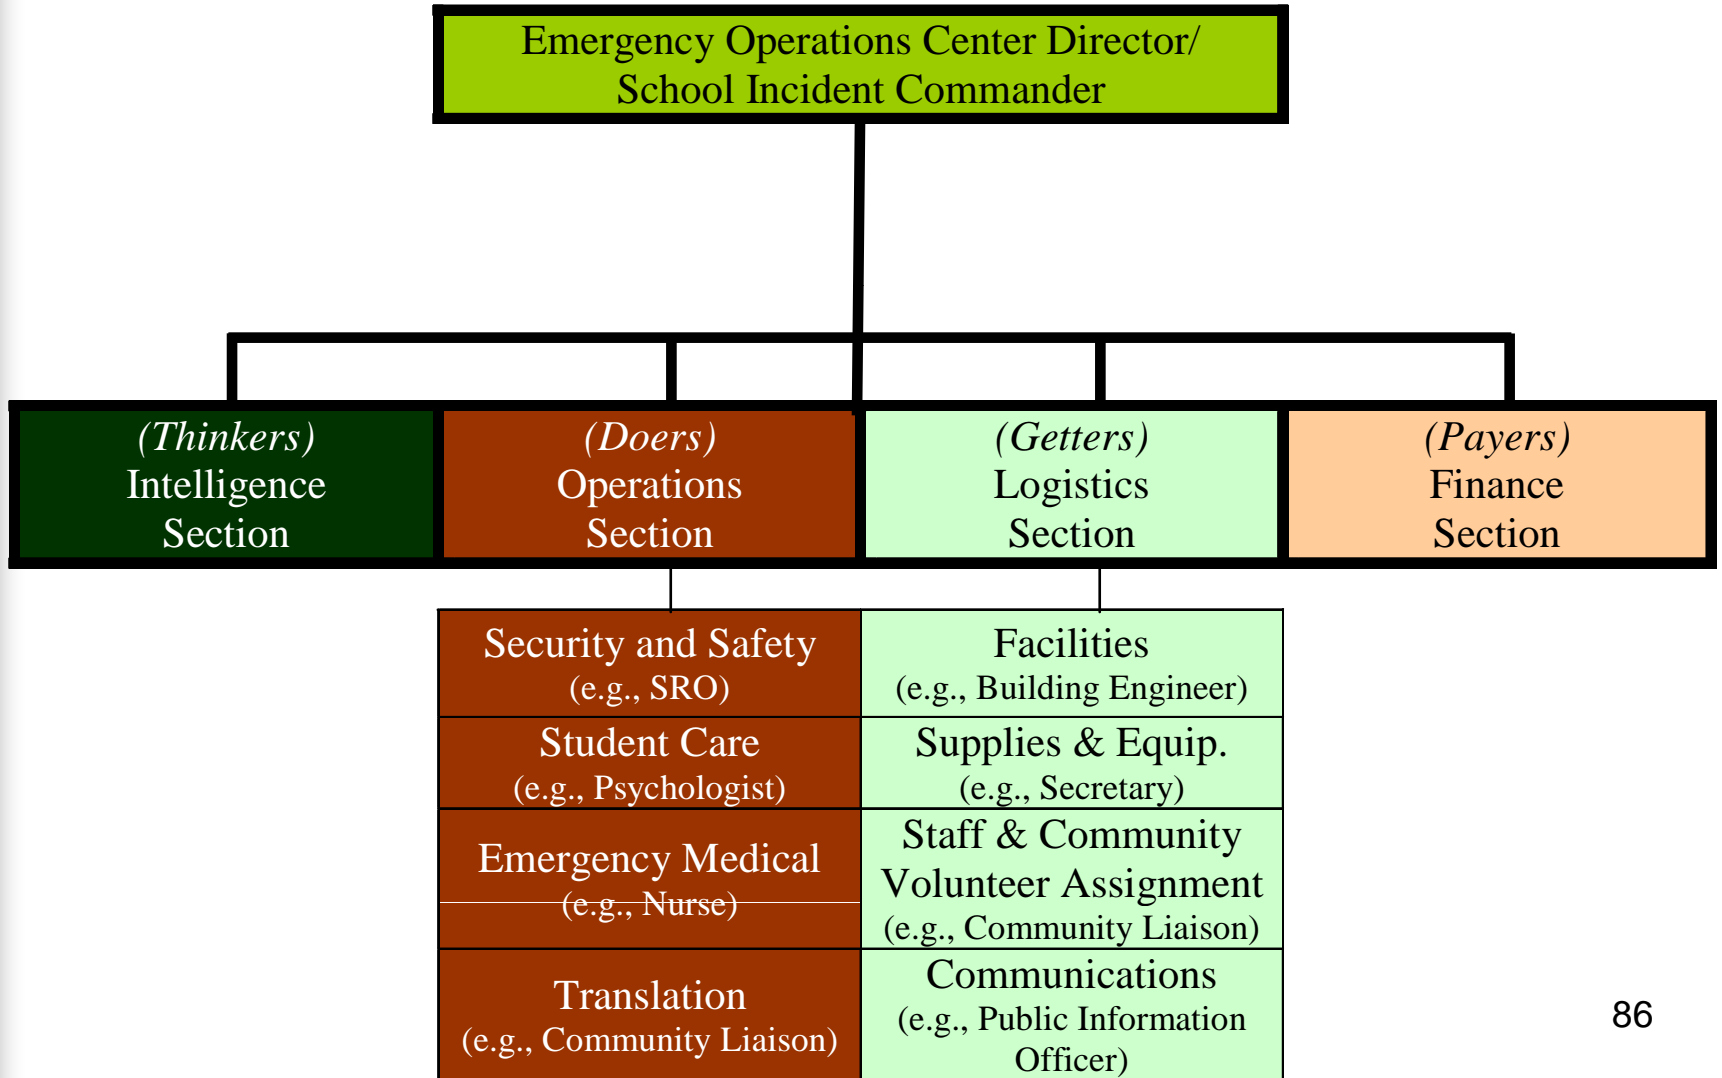 Emergency Operations Center Director/
School Incident Commander
(Thinkers)
Intelligence
Section
(Doers)
Operations
Section
(Getters)
Logistics
Section
(Payers)
Finance
Section
Security and Safety
(e.g., SRO)
Student Care
(e.g., Psychologist)
Emergency Medical
(e.g., Nurse)
Translation
(e.g., Community Liaison)
Facilities
(e.g., Building Engineer)
Supplies & Equip.
(e.g., Secretary)
Staff & Community
Volunteer Assignment
(e.g., Community Liaison)
Communications
(e.g., Public Information
Officer)
86